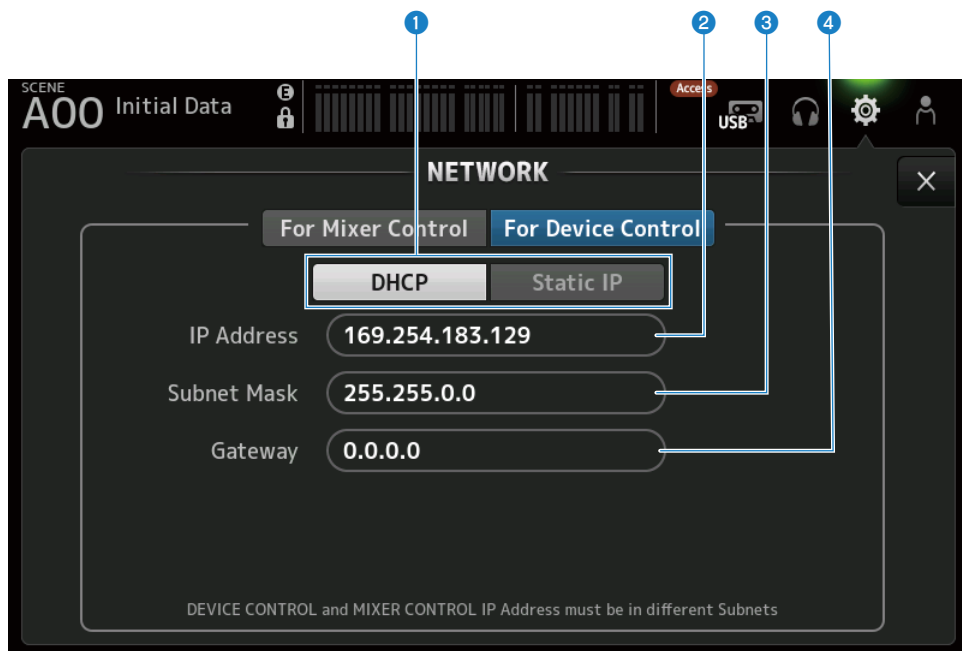 1 2 3 4
SCENE
A00 Initial Data E Access USB
NETWORK
For Mixer Control For Device Control
DHCP Static IP
IP Address 169.254.183.129
Subnet Mask 255.255.0.0
Gateway 0.0.0.0
DEVICE CONTROL and MIXER CONTROL IP Address must be in different Subnets